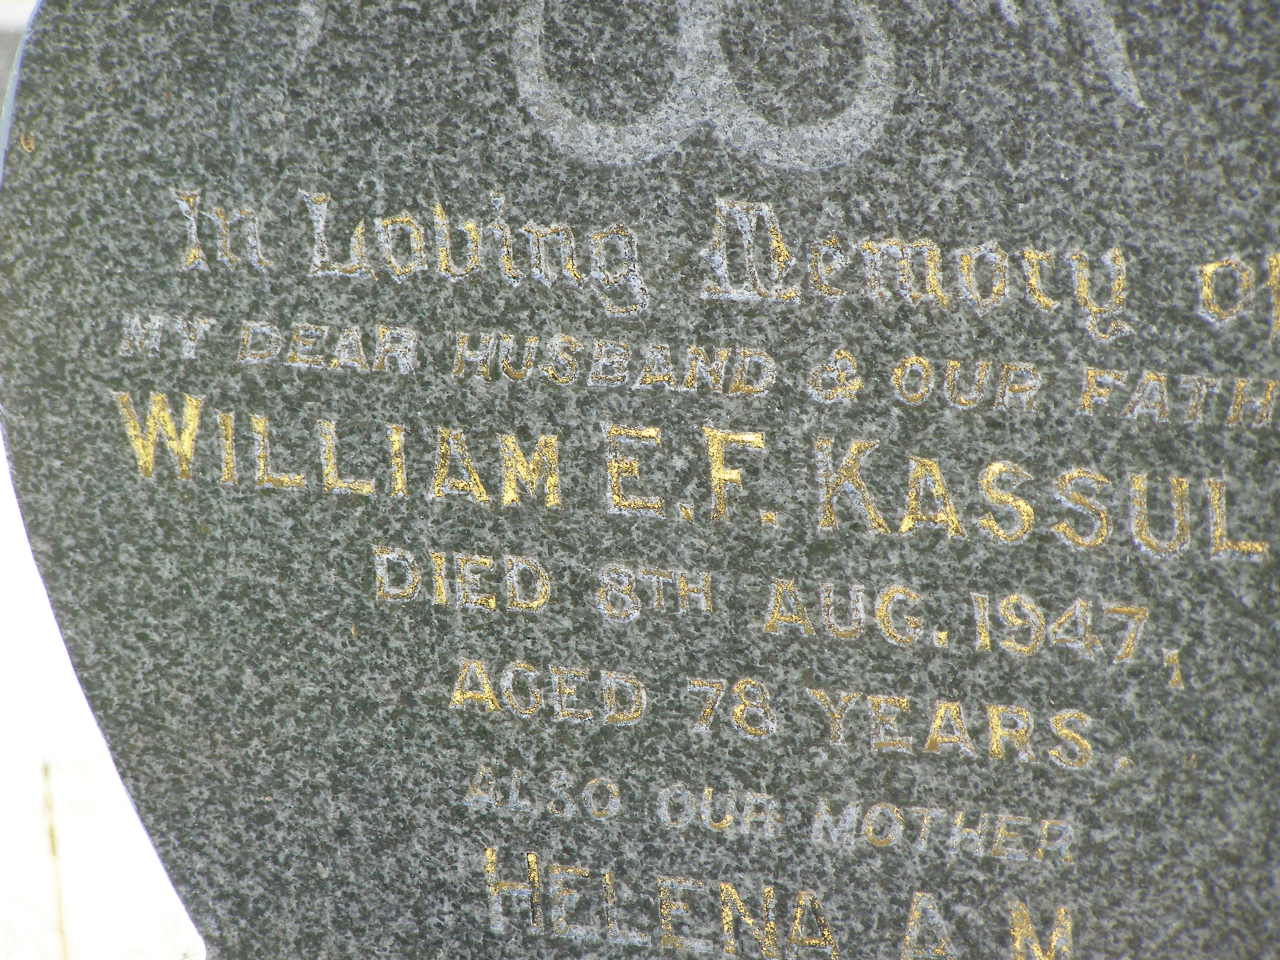 In Loving Memory of
MY DEAR HUSBAND & OUR FATH
WILLIAM E.F. KASSUL
DIED 8TH AUG. 1947,
AGED 78 YEARS.
ALSO OUR MOTHER
HELENA A M